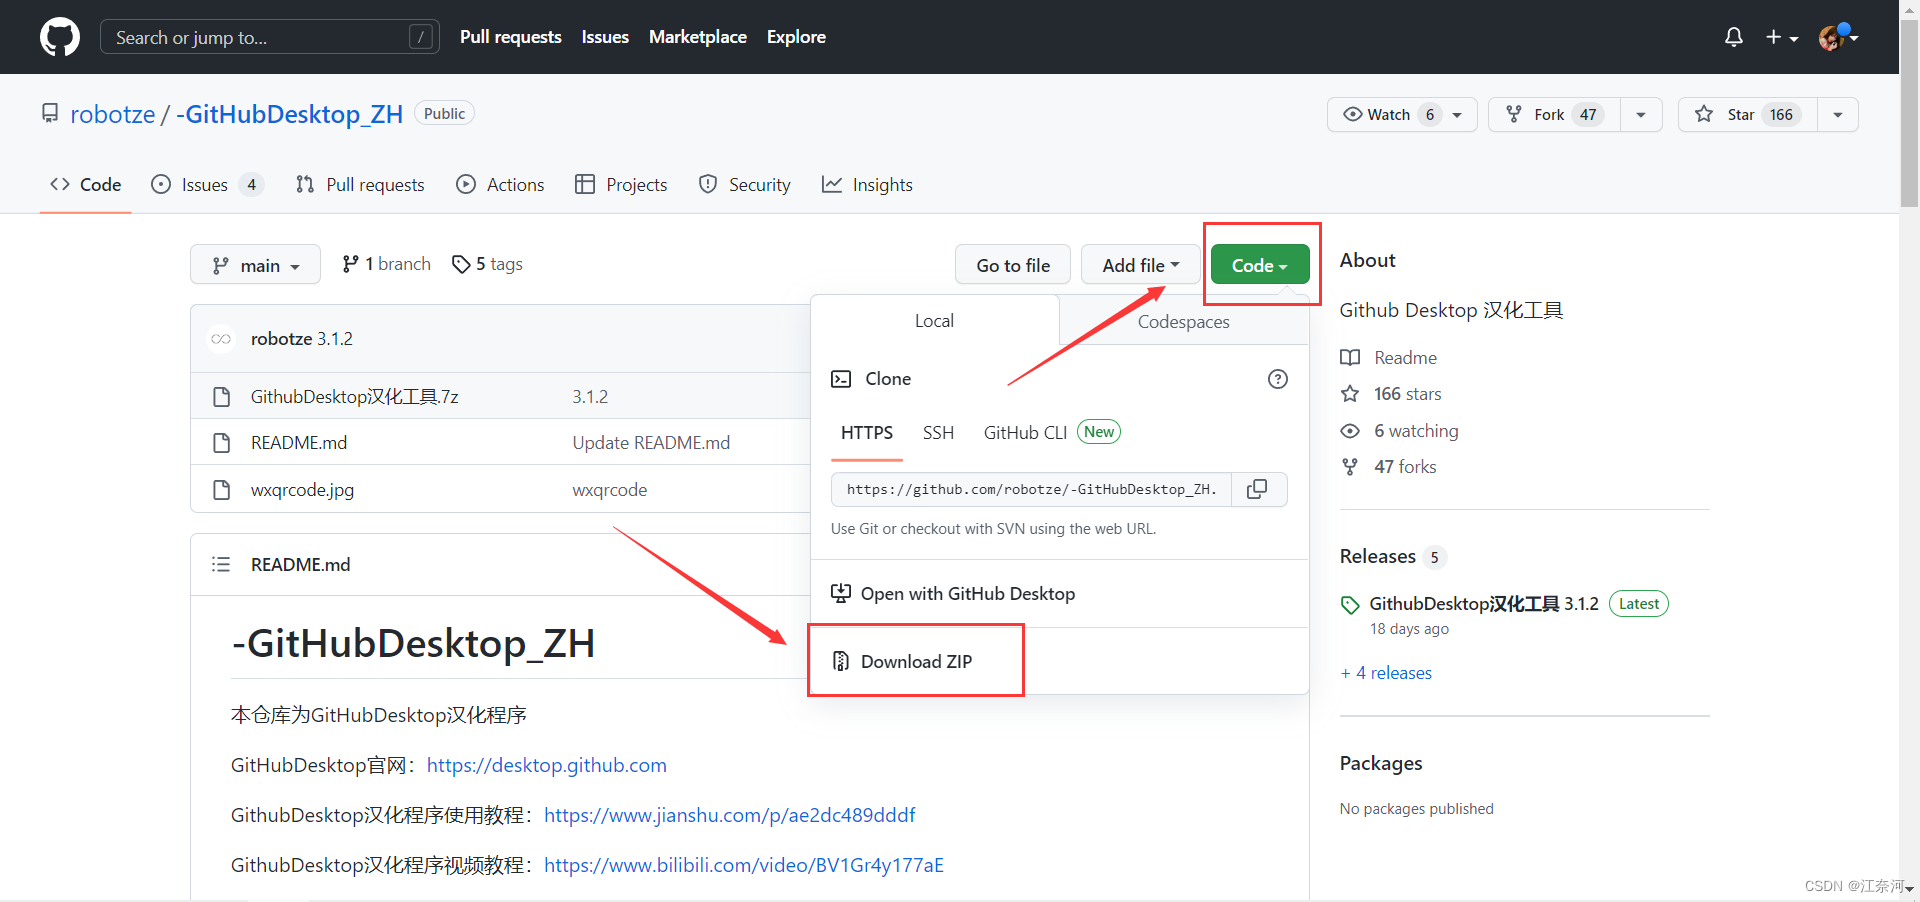 Search or jump to... /
Pull requests Issues Marketplace Explore
robotze / -GitHubDesktop_ZH Public
Watch 6 Fork 47 Star 166
Code Issues 4 Pull requests Actions Projects Security Insights
main 1 branch 5 tags
Go to file Add file Code
robotze 3.1.2
GithubDesktop汉化工具.7z 3.1.2
README.md Update README.md
wxqrcode.jpg wxqrcode
Local Codespaces
Clone
HTTPS SSH GitHub CLI New
https://github.com/robotze/-GitHubDesktop_ZH.
Use Git or checkout with SVN using the web URL.
Open with GitHub Desktop
Download ZIP
README.md
-GitHubDesktop_ZH
本仓库为GitHubDesktop汉化程序
GitHubDesktop官网：https://desktop.github.com
GithubDesktop汉化程序使用教程：https://www.jianshu.com/p/ae2dc489dddf
GithubDesktop汉化程序视频教程：https://www.bilibili.com/video/BV1Gr4y177aE
About
Github Desktop 汉化工具
Readme
166 stars
6 watching
47 forks
Releases 5
GithubDesktop汉化工具 3.1.2 Latest
18 days ago
+ 4 releases
Packages
No packages published
CSDN @江奈河